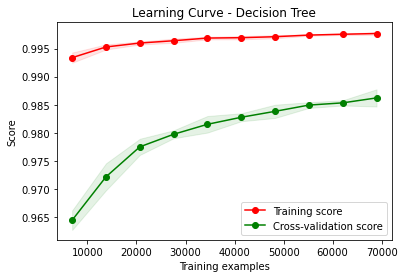 Learning Curve - Decision Tree
Score
0.995
0.990
0.985
0.980
0.975
0.970
0.965
Training score
Cross-validation score
10000 20000 30000 40000 50000 60000 70000
Training examples